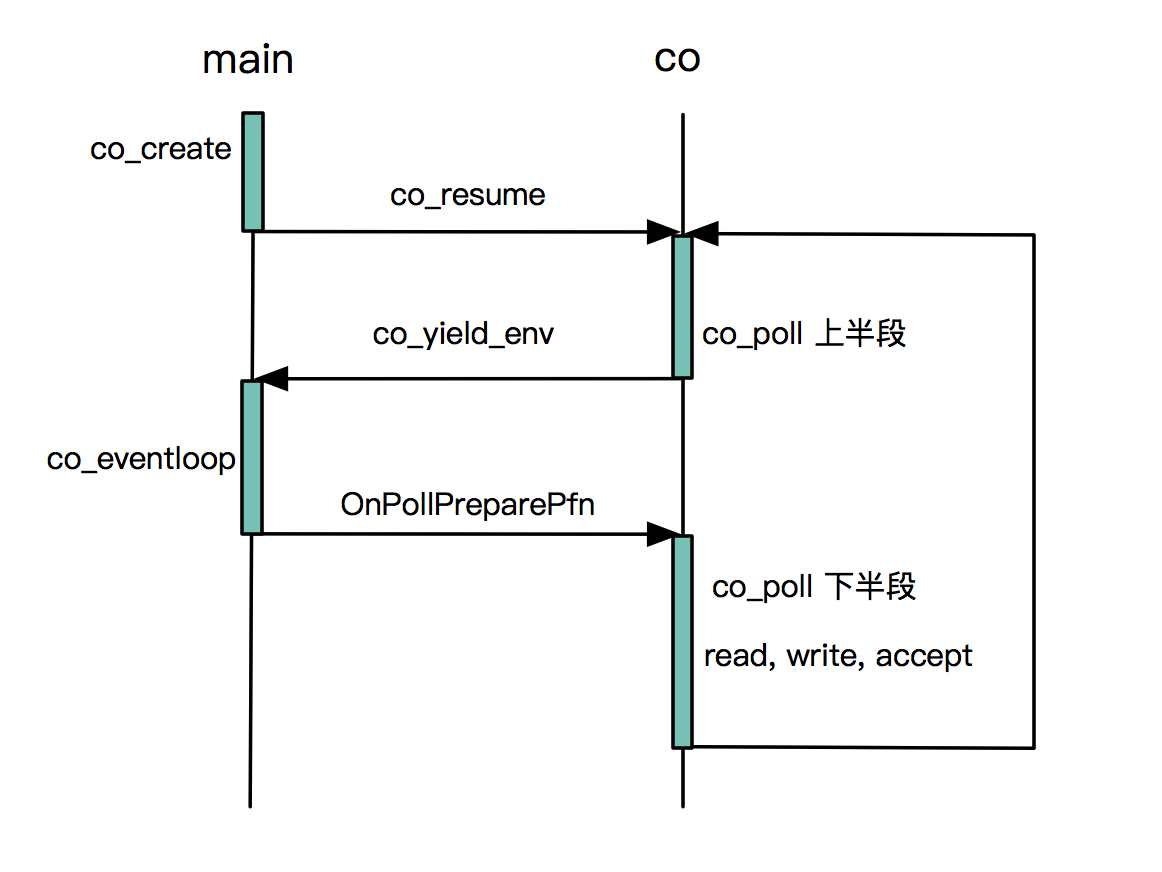 main
co
co_create
co_resume
co_yield_env
co_poll 上半段
co_eventloop
OnPollPreparePfn
co_poll 下半段
read, write, accept